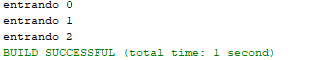 entrando 0
entrando 1
entrando 2
BUILD SUCCESSFUL (total time: 1 second)